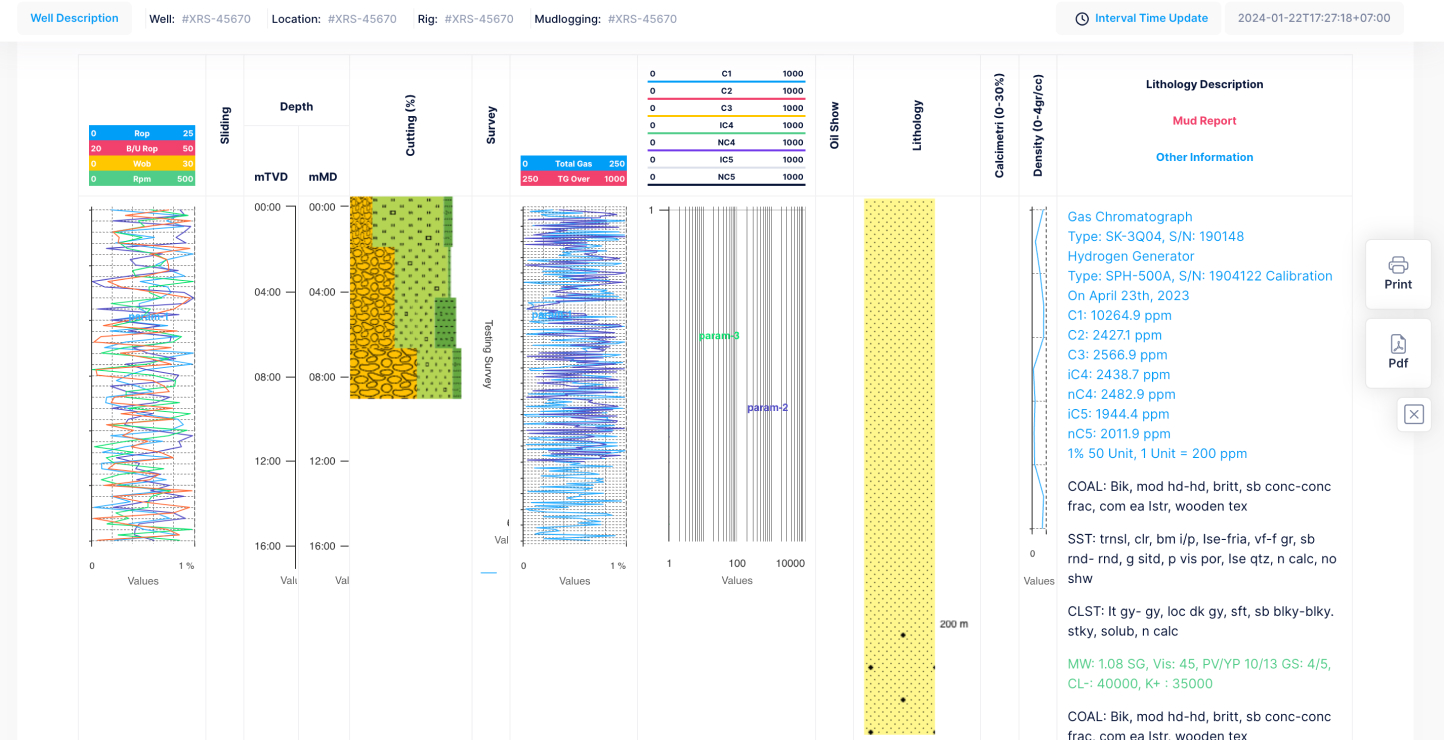 Well Description
Well: #XRS-45670
Location: #XRS-45670
Rig: #XRS-45670
Mudlogging: #XRS-45670
Interval Time Update
2024-01-22T17:27:18+07:00
0 Rop 25
20 B/U Rop 50
0 Wob 30
0 Rpm 500
Sliding
Depth
mTVD
mMD
Cutting (%)
Survey
0 Total Gas 250
250 TG Over 1000
0 C1 1000
0 C2 1000
0 C3 1000
0 IC4 1000
0 NC4 1000
0 IC5 1000
0 NC5 1000
Oil Show
Lithology
Calcimetri (0-30%)
Density (0-4gr/cc)
Lithology Description
Mud Report
Other Information
0 1 %
Values
00:00
04:00
08:00
12:00
16:00
00:00
04:00
08:00
12:00
16:00
Testing Survey
Val
0 1 %
Values
1
param-3
param-2
1 100 10000
Values
200 m
0
Values
Gas Chromatograph
Type: SK-3Q04, S/N: 190148
Hydrogen Generator
Type: SPH-500A, S/N: 1904122 Calibration
On April 23th, 2023
C1: 10264.9 ppm
C2: 2427.1 ppm
C3: 2566.9 ppm
iC4: 2438.7 ppm
nC4: 2482.9 ppm
iC5: 1944.4 ppm
nC5: 2011.9 ppm
1% 50 Unit, 1 Unit = 200 ppm
COAL: Bik, mod hd-hd, britt, sb conc-conc
frac, com ea lstr, wooden tex
SST: trnsl, clr, bm i/p, lse-fria, vf-f gr, sb
rnd- rnd, g sitd, p vis por, lse qtz, n calc, no
shw
CLST: lt gy- gy, loc dk gy, sft, sb blky-blky.
stky, solub, n calc
MW: 1.08 SG, Vis: 45, PV/YP 10/13 GS: 4/5,
CL-: 40000, K+ : 35000
COAL: Bik, mod hd-hd, britt, sb conc-conc
frac, com ea lstr, wooden tex
Print
Pdf